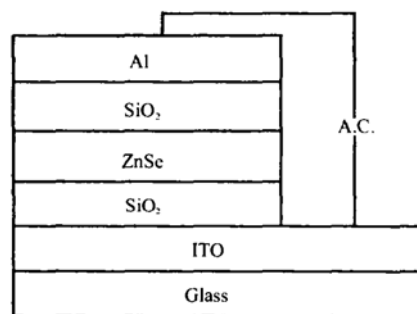 Al
SiO₂
A.C.
ZnSe
SiO₂
ITO
Glass